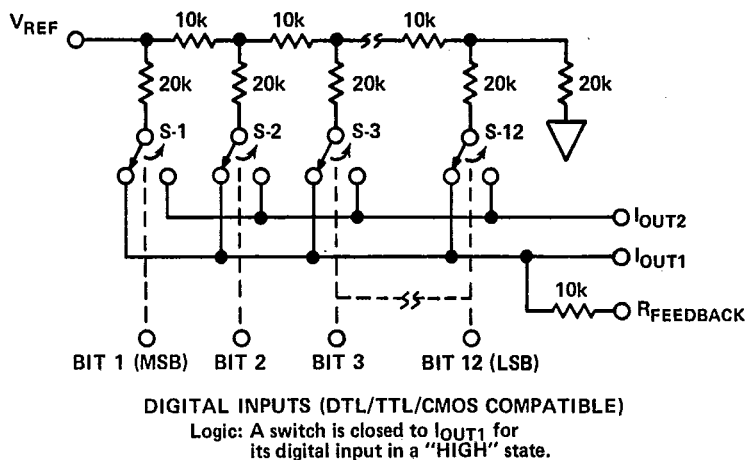 10k 10k 10k
VREF
20k 20k 20k 20k 20k
S-1 S-2 S-3 S-12
IOUT2
IOUT1
10k
RFEEDBACK
BIT 1 (MSB) BIT 2 BIT 3 BIT 12 (LSB)
DIGITAL INPUTS (DTL/TTL/CMOS COMPATIBLE)
Logic: A switch is closed to IOUT1 for
its digital input in a "HIGH" state.